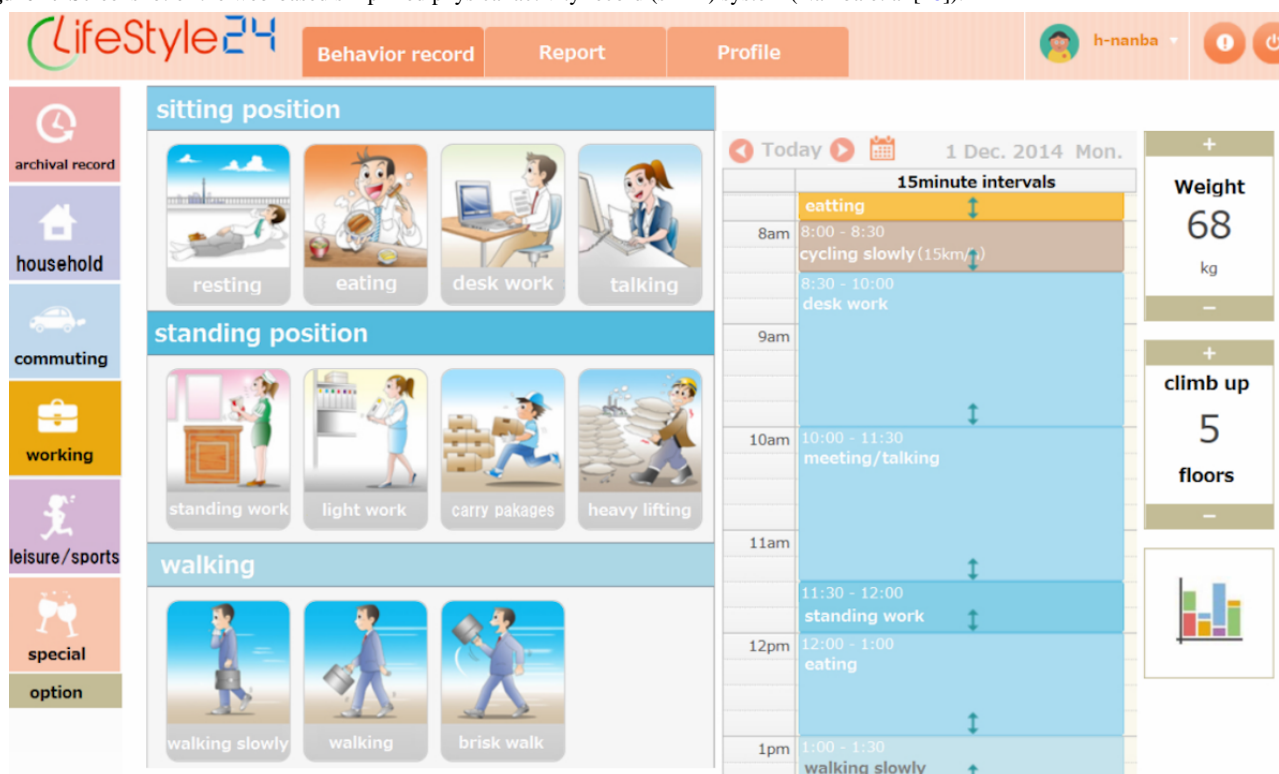 LifeStyle24
Behavior record
Report
Profile
h-nanba
archival record
household
commuting
working
leisure/sports
special
option
sitting position
resting
eating
desk work
talking
standing position
standing work
light work
carry pakages
heavy lifting
walking
walking slowly
walking
brisk walk
Today
1 Dec. 2014 Mon.
15minute intervals
eatting
8am
8:00 - 8:30
cycling slowly
8:30 - 10:00
desk work
9am
10am
10:00 - 11:30
meeting/talking
11am
11:30 - 12:00
standing work
12pm
12:00 - 1:00
eating
1pm
1:00 - 1:30
walking slowly
+
Weight
68
kg
−
+
climb up
5
floors
−